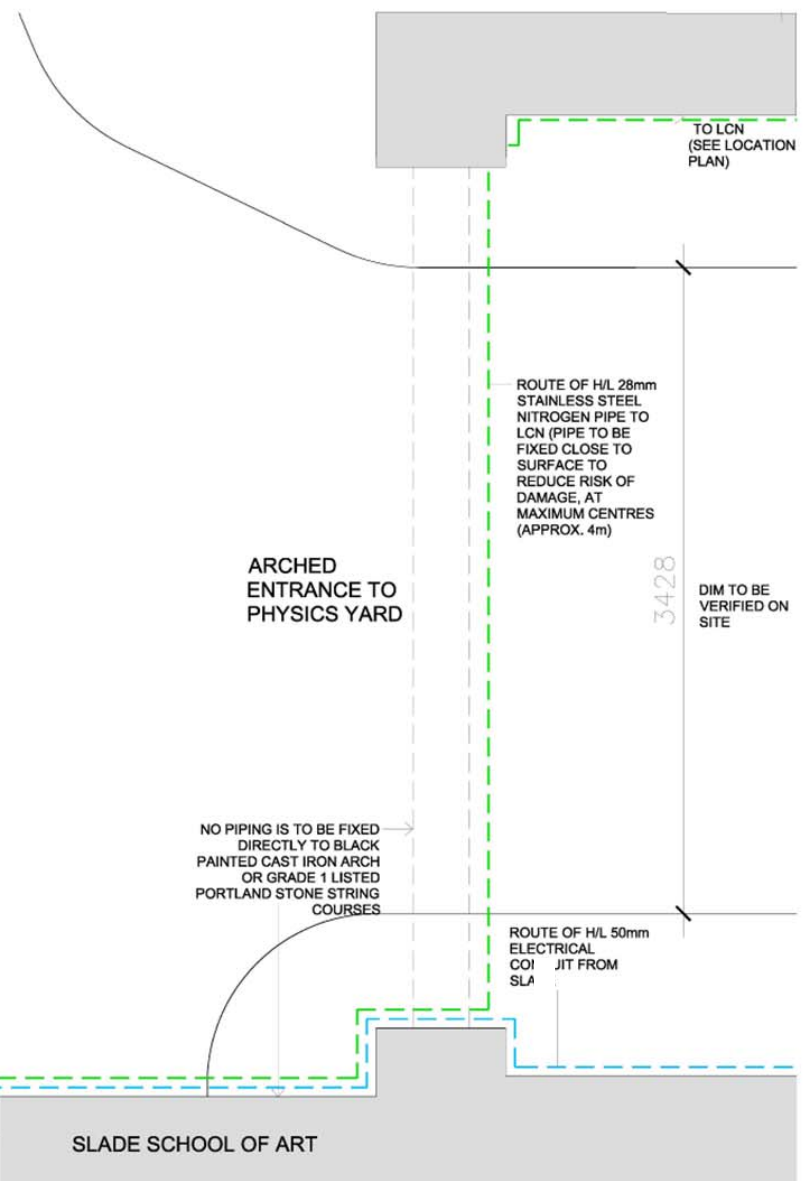 TO LCN
(SEE LOCATION
PLAN)
ROUTE OF H/L 28mm
STAINLESS STEEL
NITROGEN PIPE TO
LCN (PIPE TO BE
FIXED CLOSE TO
SURFACE TO
REDUCE RISK OF
DAMAGE, AT
MAXIMUM CENTRES
(APPROX. 4m)
ARCHED
ENTRANCE TO
PHYSICS YARD
3428
DIM TO BE
VERIFIED ON
SITE
NO PIPING IS TO BE FIXED
DIRECTLY TO BLACK
PAINTED CAST IRON ARCH
OR GRADE 1 LISTED
PORTLAND STONE STRING
COURSES
ROUTE OF H/L 50mm
ELECTRICAL
FROM
SLADE SCHOOL OF ART